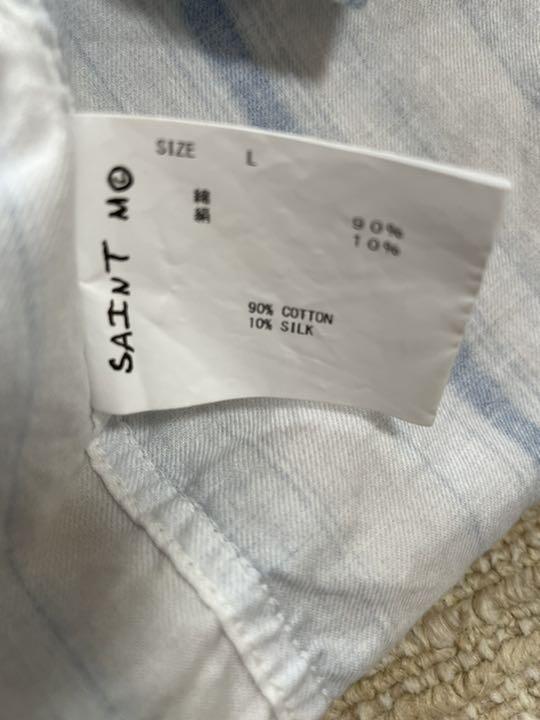 SIZE L
綿 90%
絹 10%
90% COTTON
10% SILK
SAINT M